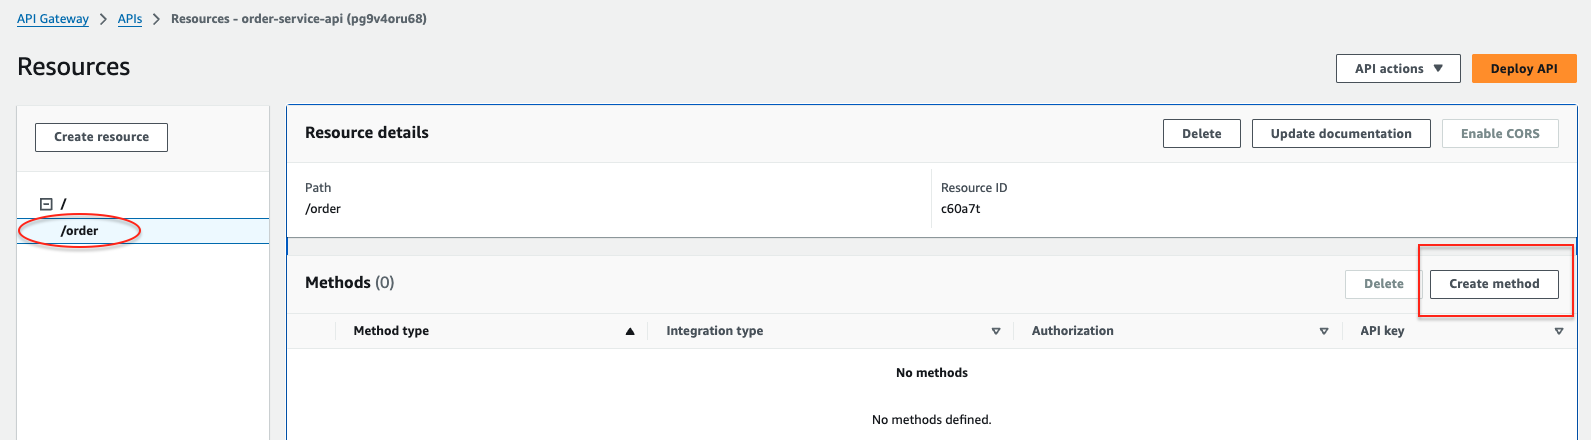 API Gateway > APIs > Resources - order-service-api (pg9v4oru68)
Resources
API actions ▼ Deploy API
Create resource
/
/order
Resource details
Delete Update documentation Enable CORS
Path
/order
Resource ID
c60a7t
Methods (0)
Delete Create method
Method type Integration type Authorization API key
No methods
No methods defined.